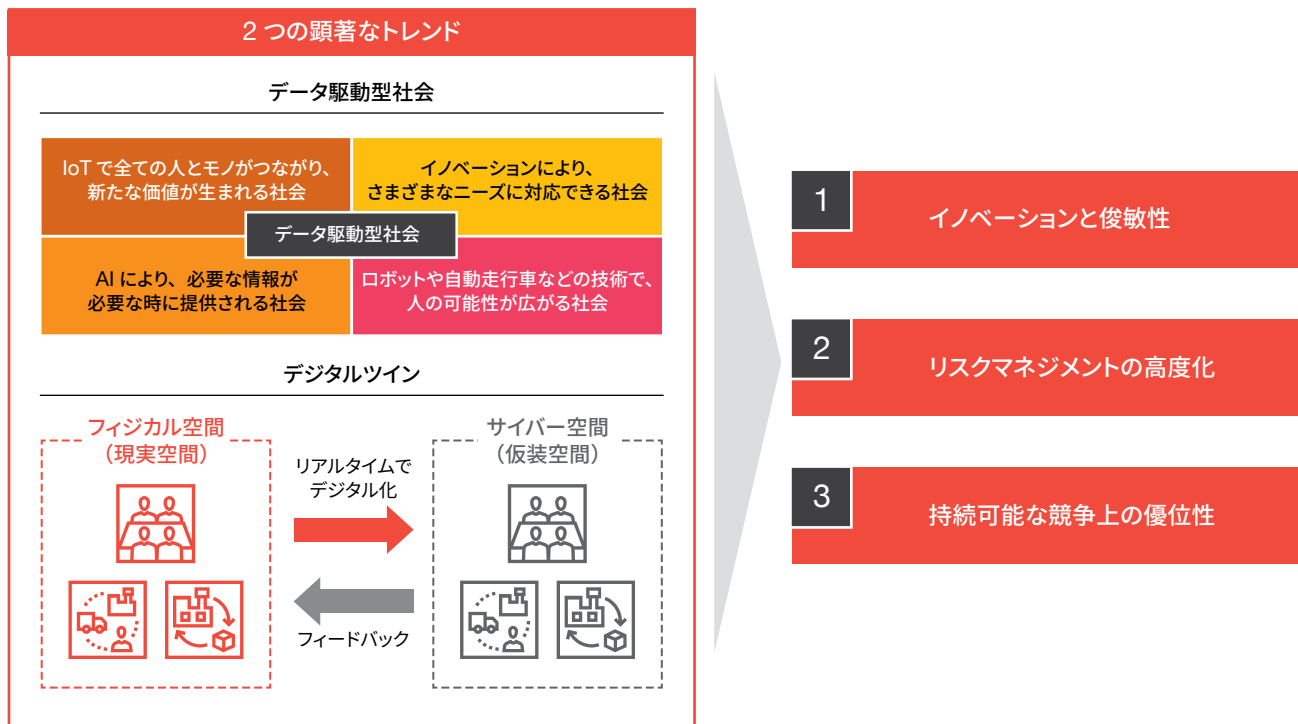 2 つの顕著なトレンド
データ駆動型社会
IoT で全ての人とモノがつながり、
新たな価値が生まれる社会
イノベーションにより、
さまざまなニーズに対応できる社会
データ駆動型社会
AI により、必要な情報が
必要な時に提供される社会
ロボットや自動走行車などの技術で、
人の可能性が広がる社会
デジタルツイン
フィジカル空間
（現実空間）
リアルタイムで
デジタル化
フィードバック
サイバー空間
（仮装空間）
1
イノベーションと俊敏性
2
リスクマネジメントの高度化
3
持続可能な競争上の優位性